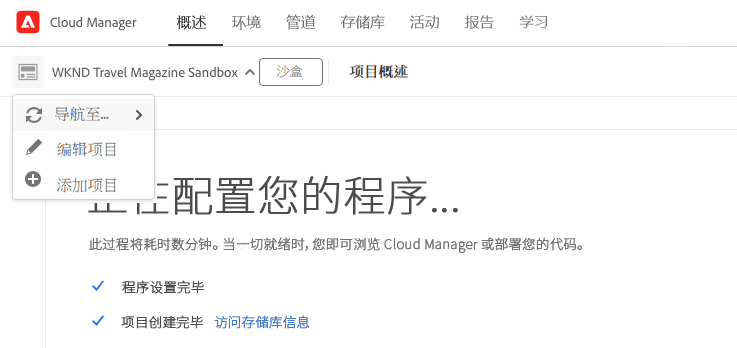 Cloud Manager 概述 环境 管道 存储库 活动 报告 学习
WKND Travel Magazine Sandbox 沙盒 项目概述
导航至...
编辑项目
添加项目
正在配置您的程序...
此过程将耗时数分钟。当一切就绪时,您即可浏览 Cloud Manager 或部署您的代码。
程序设置完毕
项目创建完毕 访问存储库信息